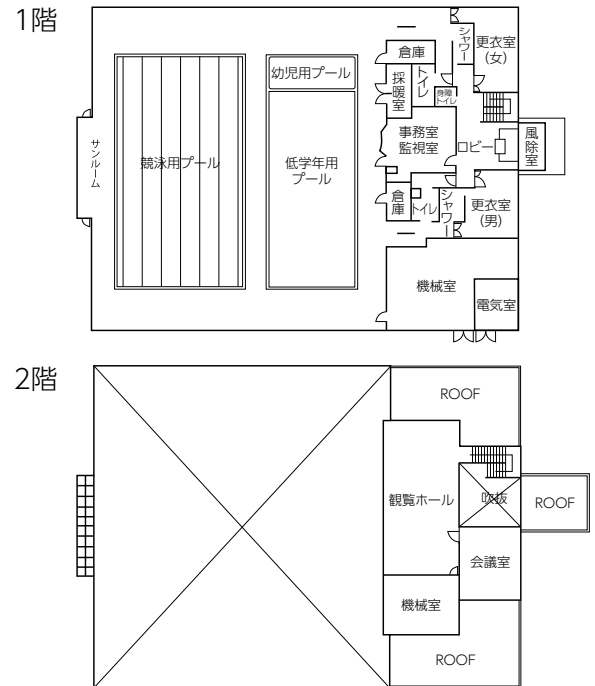 1階
倉庫
シャワー
更衣室
(女)
幼児用プール
採暖室
トイレ
身障
トイレ
サンルーム
競泳用プール
低学年用
プール
事務室
監視室
ロビー
風除室
倉庫
トイレ
シャワー
更衣室
(男)
機械室
電気室
2階
ROOF
観覧ホール
吹抜
ROOF
会議室
機械室
ROOF